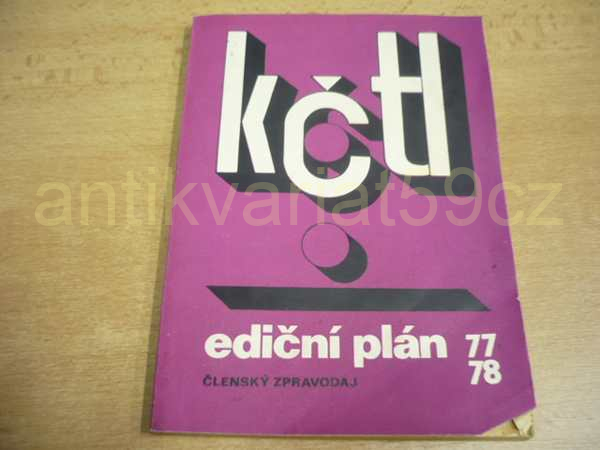 kčtl
antikvariat59cz
ediční plán 77
78
ČLENSKÝ ZPRAVODAJ